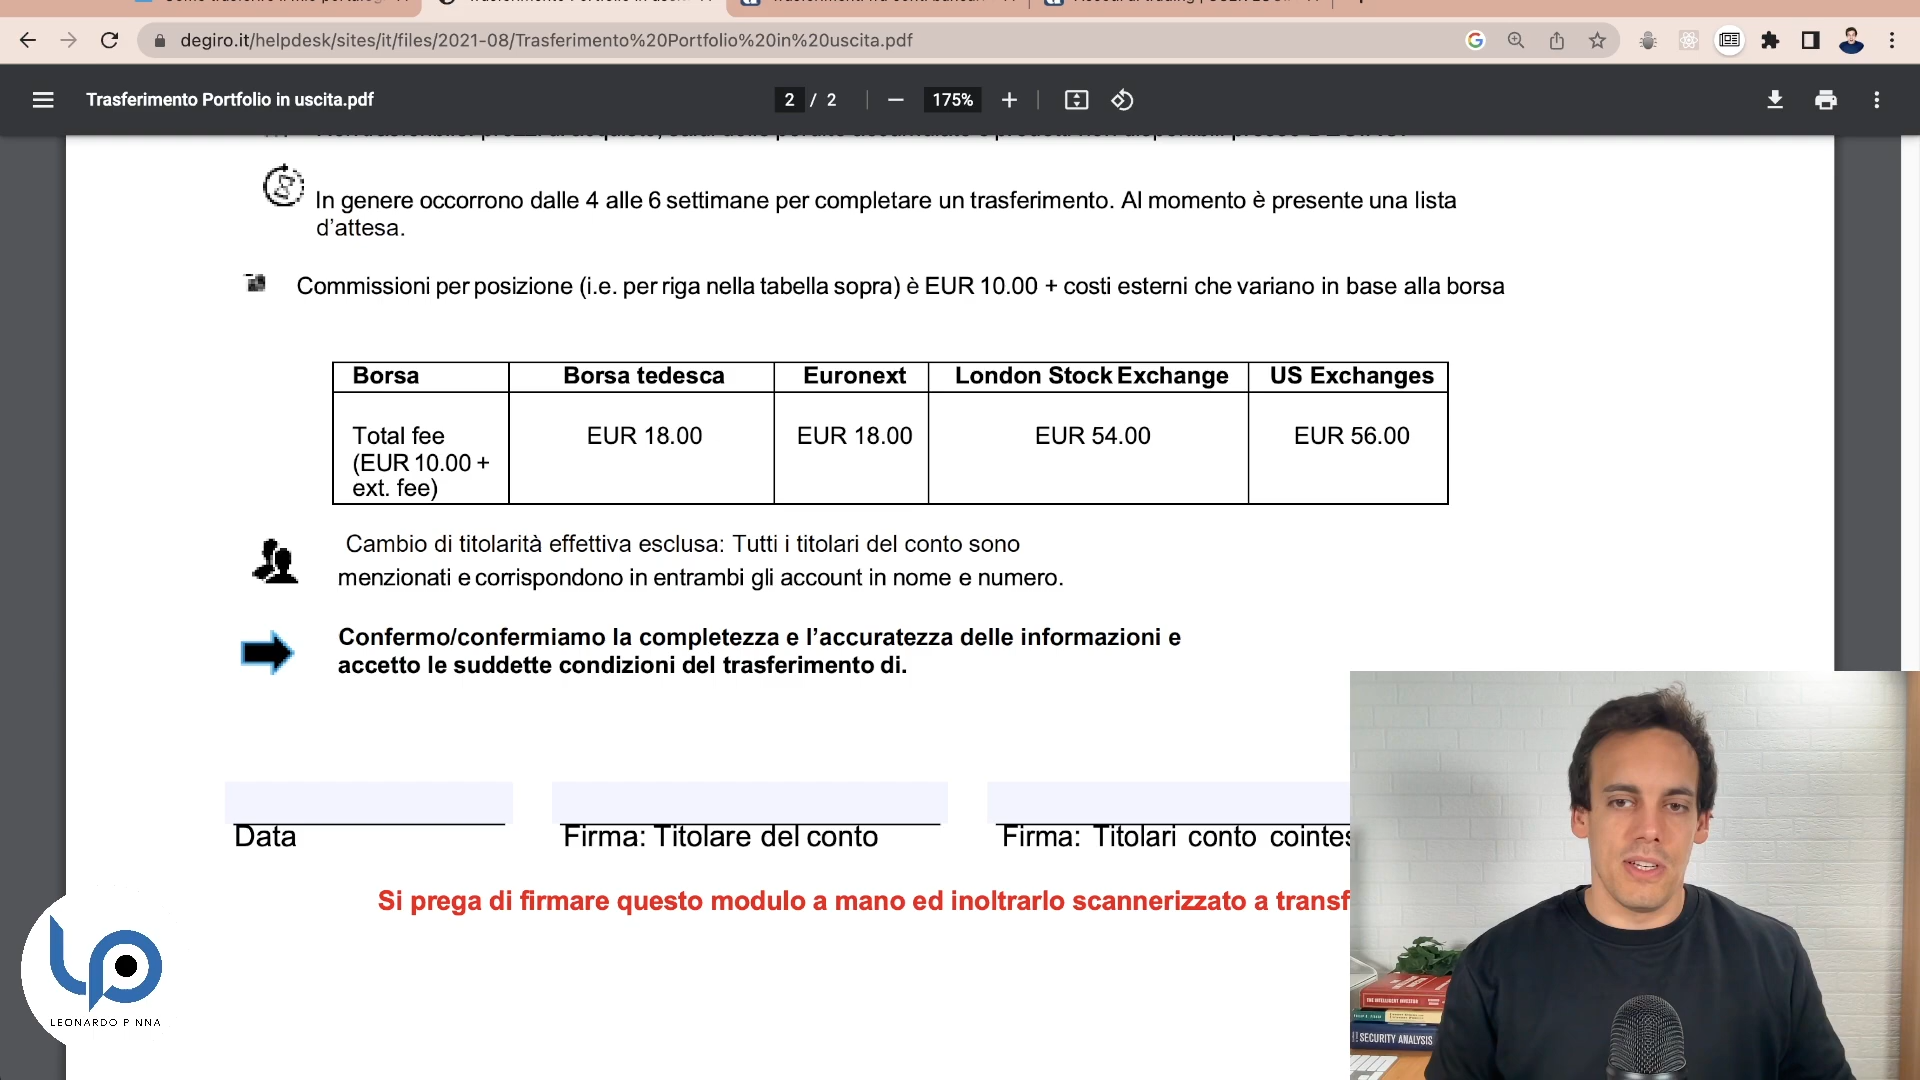 degiro.it/helpdesk/sites/it/files/2021-08/Trasferimento%20Portfolio%20in%20uscita.pdf
Trasferimento Portfolio in uscita.pdf
2 / 2
175%
In genere occorrono dalle 4 alle 6 settimane per completare un trasferimento. Al momento è presente una lista
d’attesa.
Commissioni per posizione (i.e. per riga nella tabella sopra) è EUR 10.00 + costi esterni che variano in base alla borsa
Borsa Borsa tedesca Euronext London Stock Exchange US Exchanges
Total fee EUR 18.00 EUR 18.00 EUR 54.00 EUR 56.00
(EUR 10.00 +
ext. fee)
Cambio di titolarità effettiva esclusa: Tutti i titolari del conto sono
menzionati e corrispondono in entrambi gli account in nome e numero.
Confermo/confermiamo la completezza e l’accuratezza delle informazioni e
accetto le suddette condizioni del trasferimento di.
Data
Firma: Titolare del conto
Firma: Titolari conto cointes
Si prega di firmare questo modulo a mano ed inoltrarlo scannerizzato a transf
LEONARDO P NNA
THE INTELLIGENT INVESTOR
SECURITY ANALYSIS